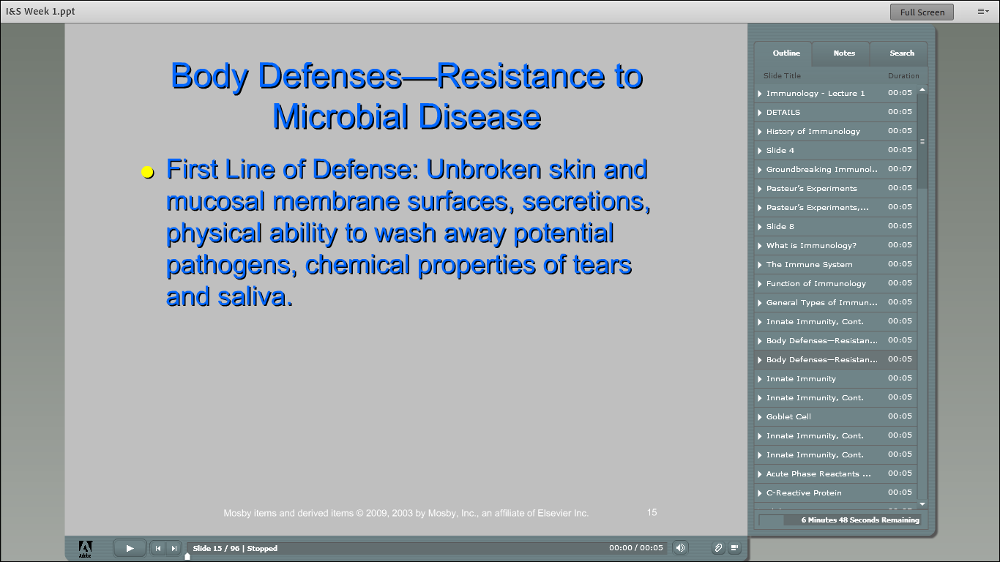 I&S Week 1.ppt
Full Screen
Body Defenses—Resistance to
Microbial Disease
First Line of Defense: Unbroken skin and
mucosal membrane surfaces, secretions,
physical ability to wash away potential
pathogens, chemical properties of tears
and saliva.
Mosby items and derived items © 2009, 2003 by Mosby, Inc., an affiliate of Elsevier Inc.
15
Outline Notes Search
Slide Title Duration
Immunology - Lecture 1 00:05
DETAILS 00:05
History of Immunology 00:05
Slide 4 00:05
Groundbreaking Immunol.. 00:07
Pasteur's Experiments 00:05
Pasteur's Experiments,... 00:05
Slide 8 00:05
What is Immunology? 00:05
The Immune System 00:05
Function of Immunology 00:05
General Types of Immun... 00:05
Innate Immunity, Cont. 00:05
Body Defenses—Resistan... 00:05
Body Defenses—Resistan... 00:05
Innate Immunity 00:05
Innate Immunity, Cont. 00:05
Goblet Cell 00:05
Innate Immunity, Cont. 00:05
Innate Immunity, Cont. 00:05
Acute Phase Reactants ... 00:05
C-Reactive Protein 00:05
6 Minutes 48 Seconds Remaining
Adobe
Slide 15 / 96 | Stopped
00:00 / 00:05